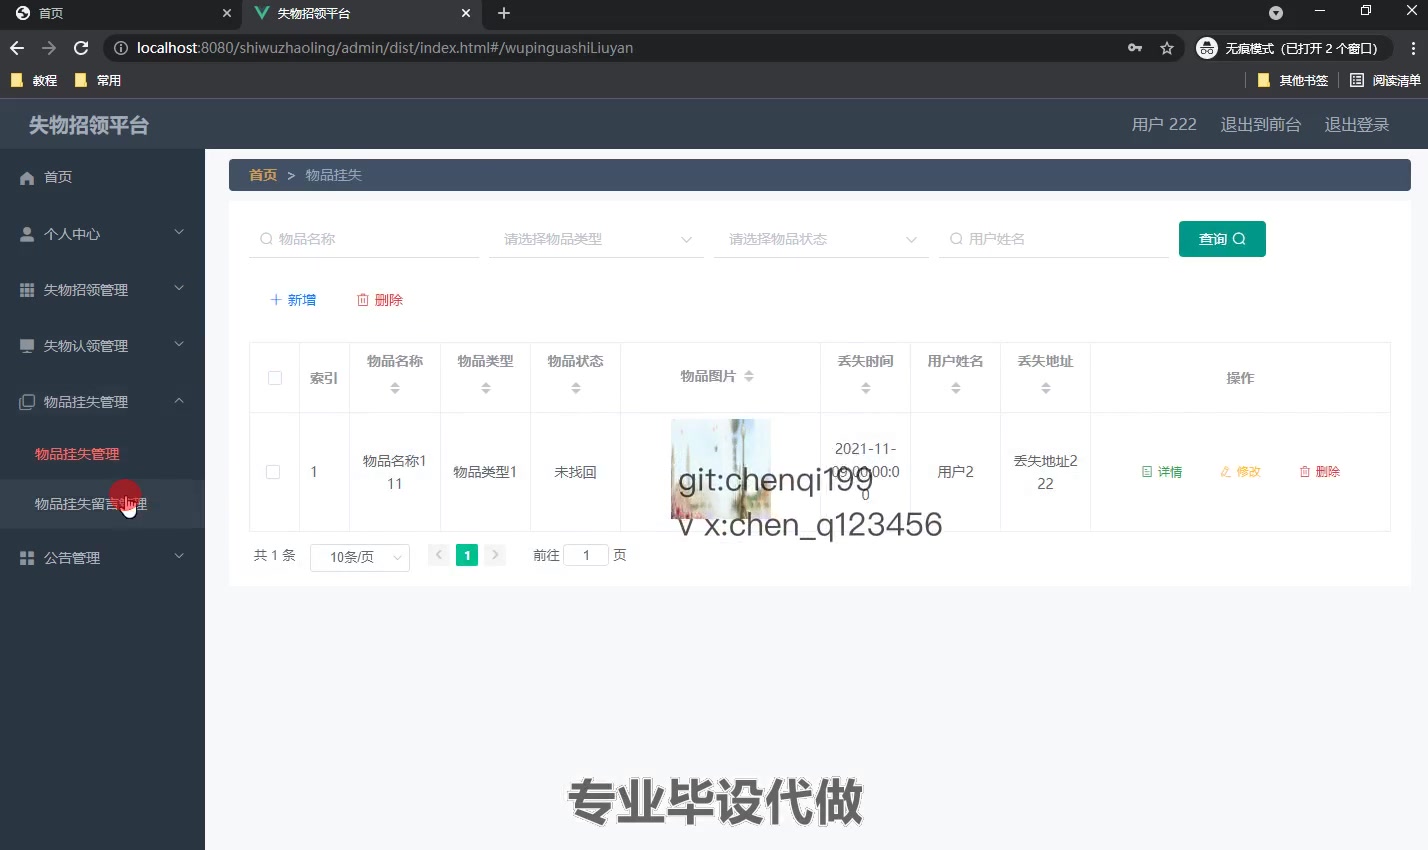 首页
失物招领平台
localhost:8080/shiwuzhaoling/admin/dist/index.html#/wupinguashiLiuyan
无痕模式（已打开 2 个窗口）
教程
常用
其他书签
阅读清单
失物招领平台
用户 222
退出到前台
退出登录
首页
个人中心
失物招领管理
失物认领管理
物品挂失管理
物品挂失管理
物品挂失留言管理
公告管理
首页 > 物品挂失
物品名称
请选择物品类型
请选择物品状态
用户姓名
查询
新增
删除
索引
物品名称
物品类型
物品状态
物品图片
丢失时间
用户姓名
丢失地址
操作
1
物品名称1
11
物品类型1
未找回
2021-11-
09 00:00:0
0
用户2
丢失地址2
22
详情
修改
删除
git:chenqi199
v x:chen_q123456
共 1 条
10条/页
1
前往 1 页
专业毕设代做